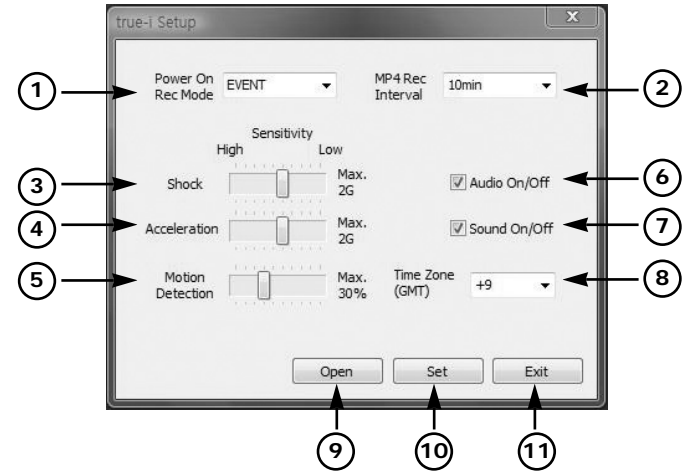 true-i Setup
X
1
Power On
Rec Mode
EVENT
MP4 Rec
Interval
10min
2
Sensitivity
High Low
3
Shock
Max.
2G
Audio On/Off
6
4
Acceleration
Max.
2G
Sound On/Off
7
5
Motion
Detection
Max.
30%
Time Zone
(GMT)
+9
8
Open Set Exit
9 10 11